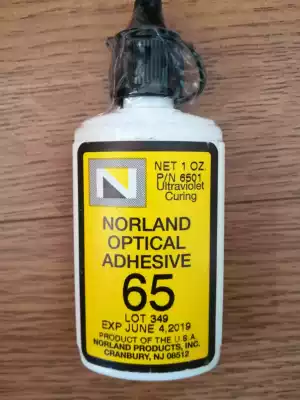 NET 1 OZ.
P/N 6501
Ultraviolet
Curing
N
NORLAND
OPTICAL
ADHESIVE
65
LOT 349
EXP JUNE 4,2019
PRODUCT OF THE U.S.A.
NORLAND PRODUCTS, INC.
CRANBURY, NJ 08512